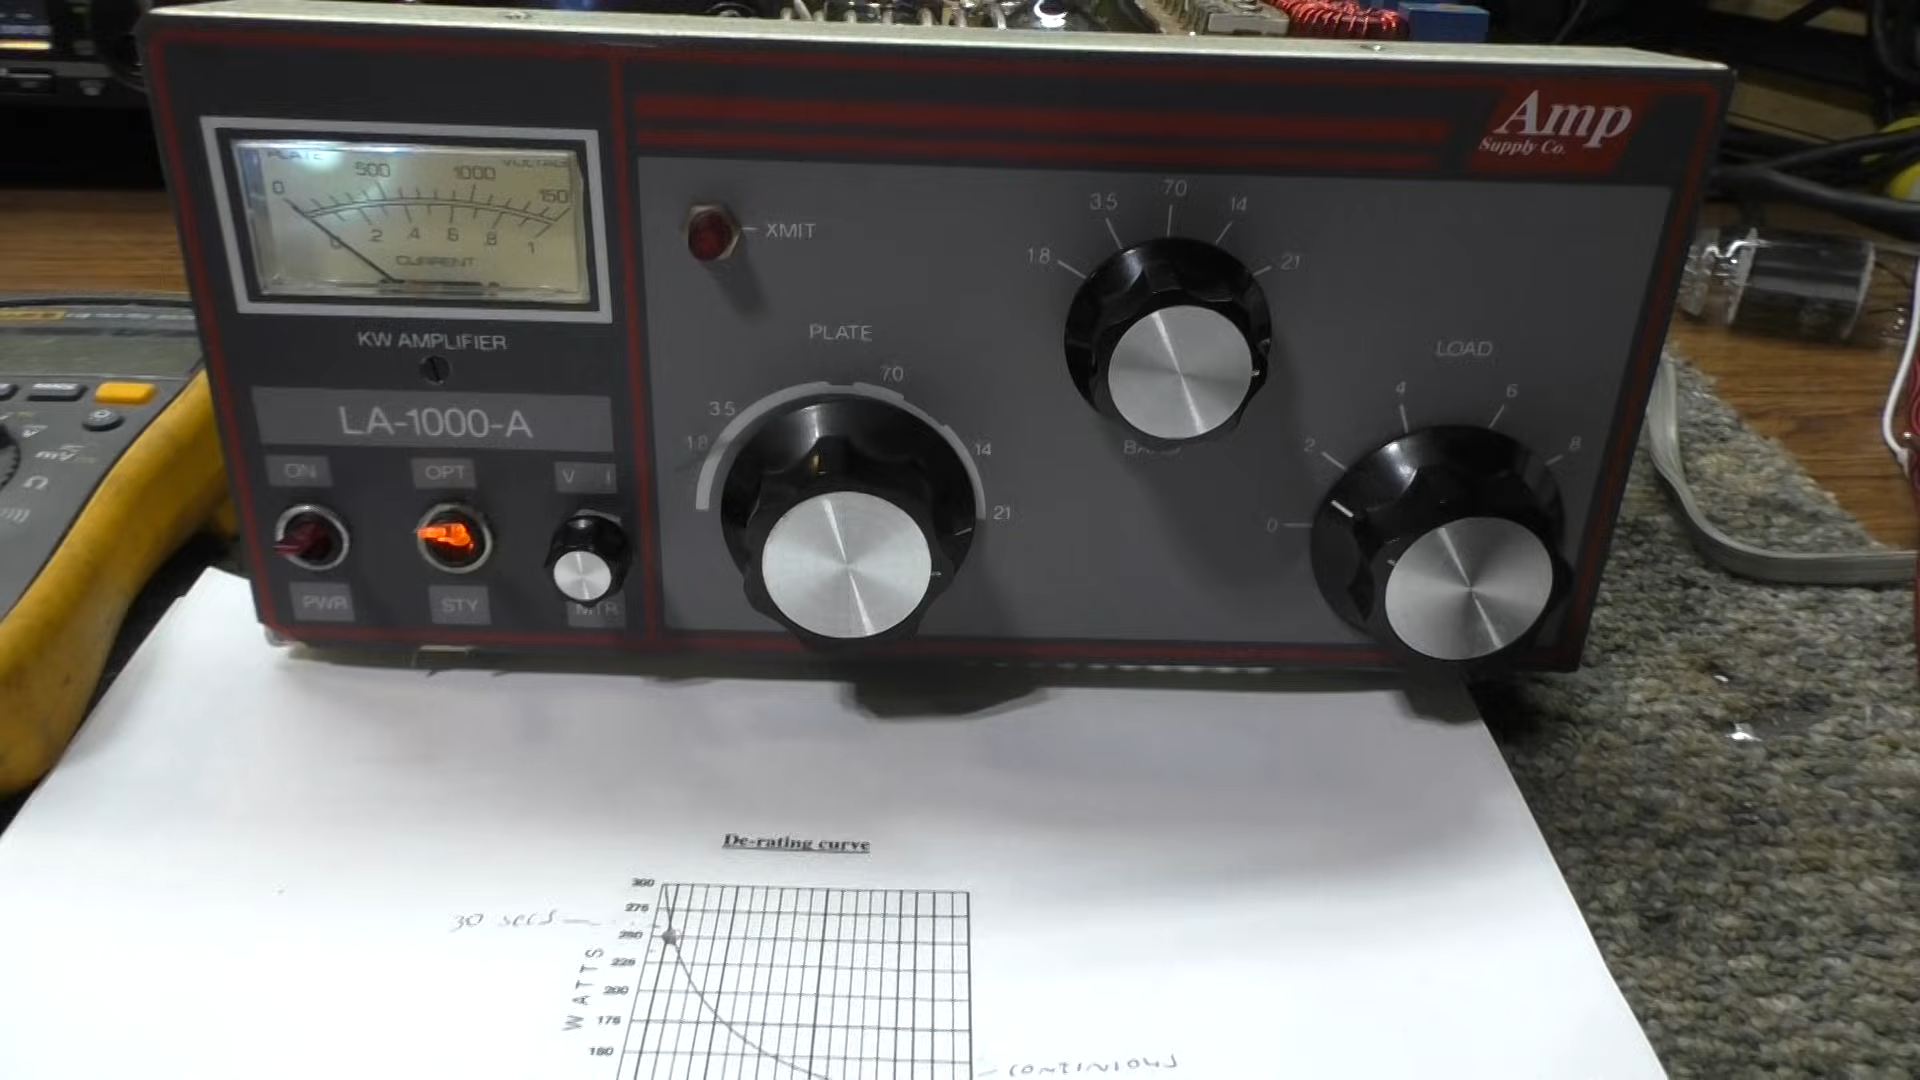 Amp
Supply Co.
PLATE
VOLTAGE
0 500 1000 150
0 .2 .4 .6 .8 1
CURRENT
XMIT
1.8 3.5 7.0 14 21
BAND
KW AMPLIFIER
LA-1000-A
ON OPT V I
PWR STY MTR
PLATE
1.8 3.5 7.0 14 21
LOAD
0 2 4 6 8
Ω
De-rating curve
30 secs
WATTS
300
275
250
225
200
175
150
CONTINIOUS